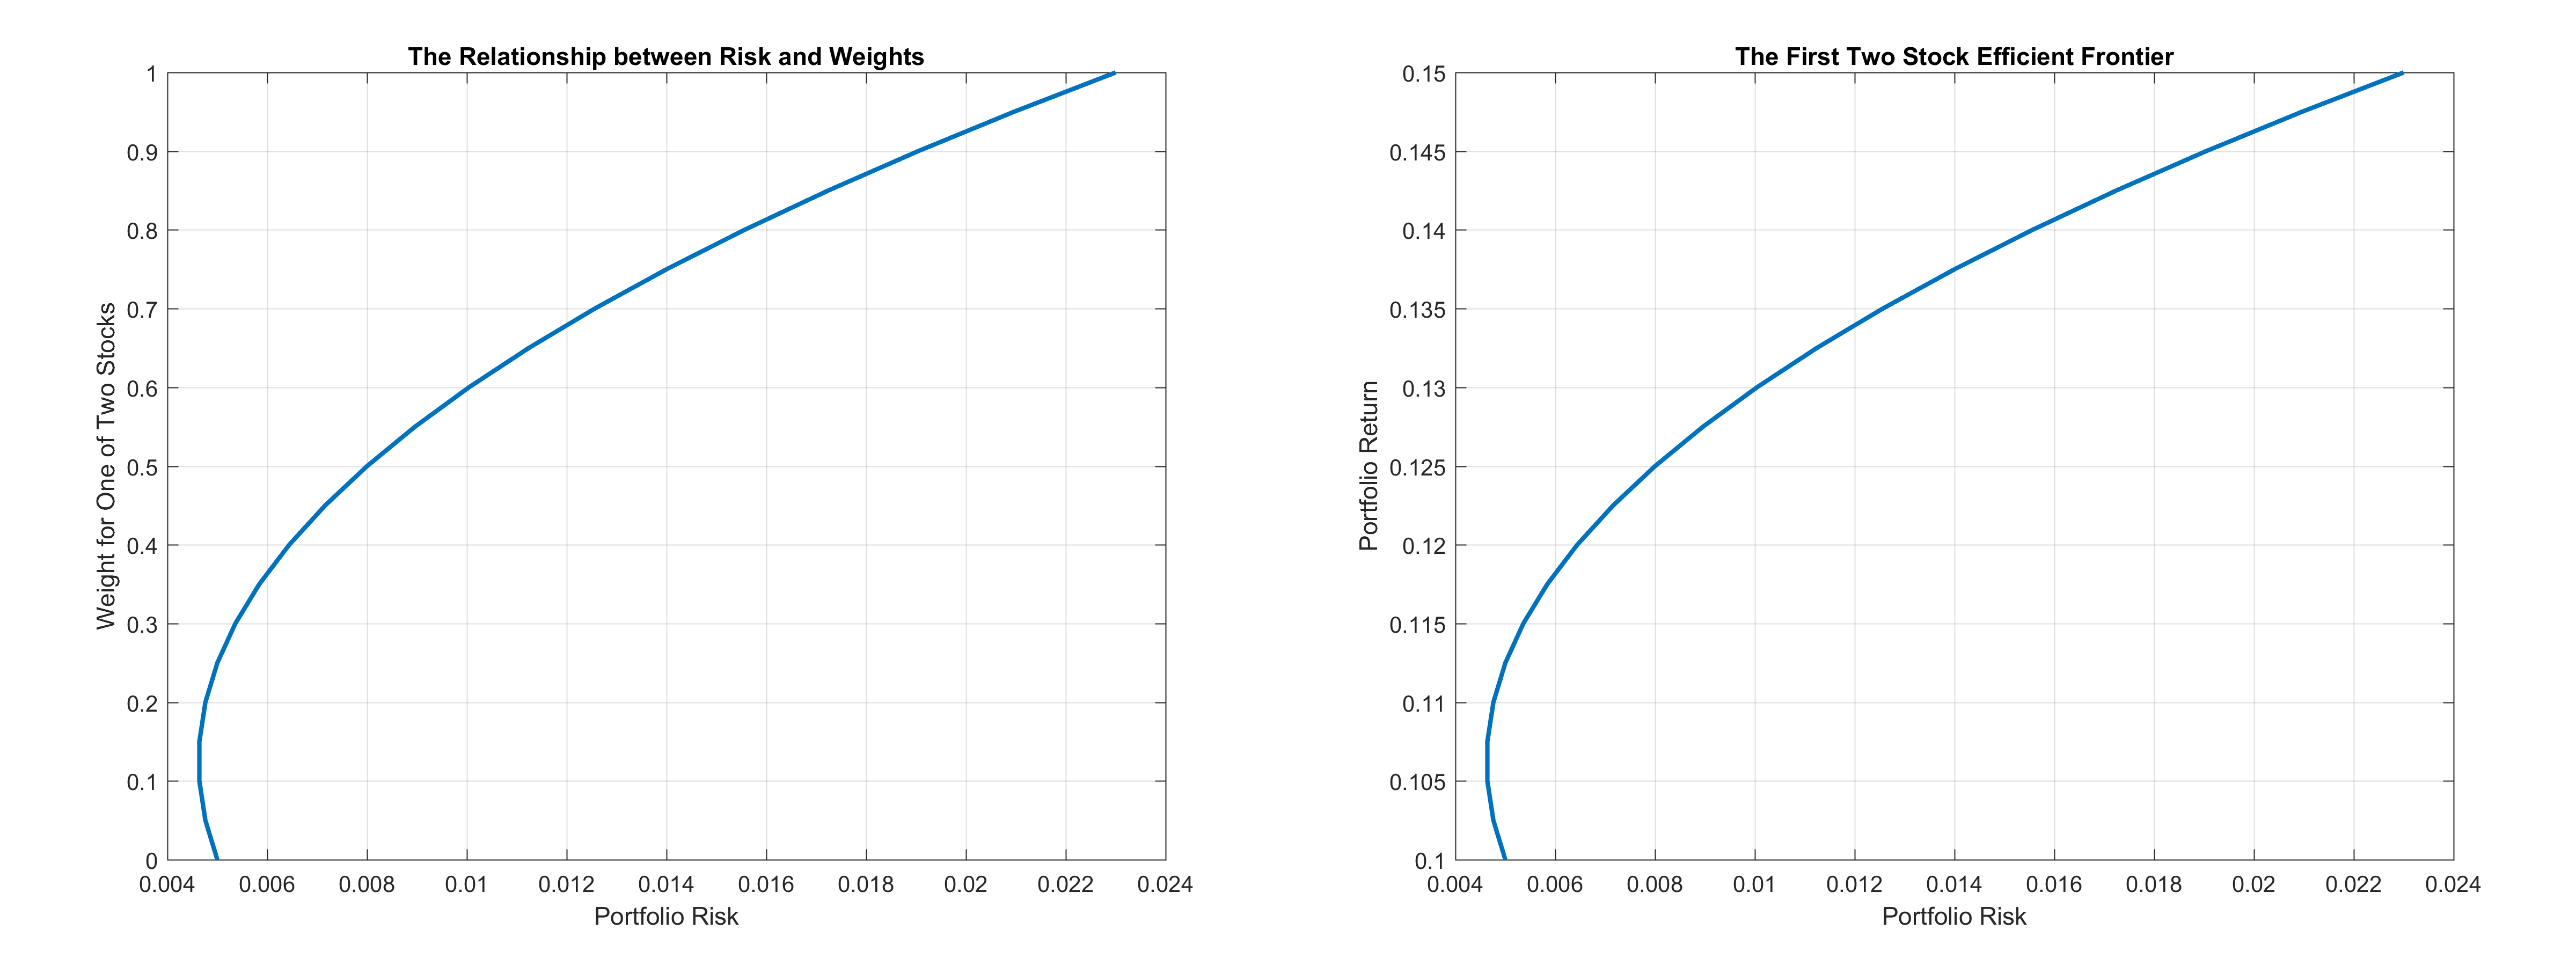 The Relationship between Risk and Weights
1
0.9
0.8
0.7
0.6
0.5
0.4
0.3
0.2
0.1
0
Weight for One of Two Stocks
0.004 0.006 0.008 0.01 0.012 0.014 0.016 0.018 0.02 0.022 0.024
Portfolio Risk
The First Two Stock Efficient Frontier
0.15
0.145
0.14
0.135
0.13
0.125
0.12
0.115
0.11
0.105
0.1
Portfolio Return
0.004 0.006 0.008 0.01 0.012 0.014 0.016 0.018 0.02 0.022 0.024
Portfolio Risk